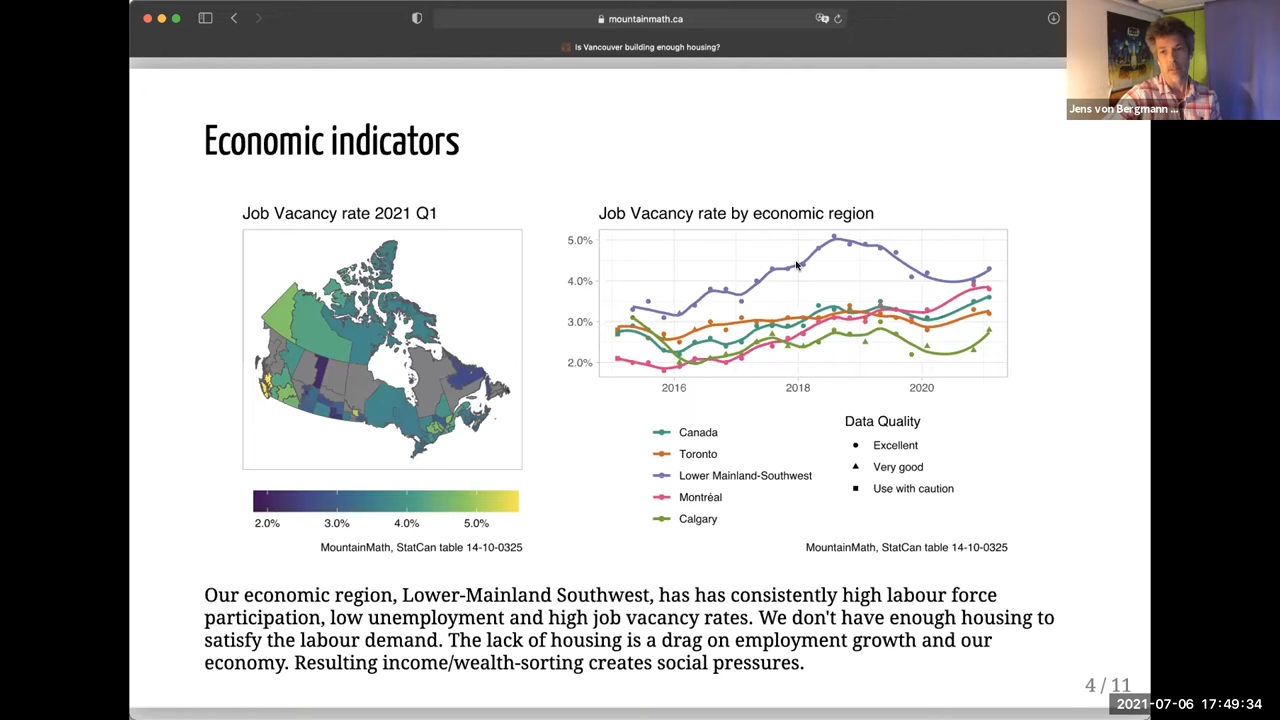 mountainmath.ca
Is Vancouver building enough housing?
Jens von Bergmann ...
Economic indicators
Job Vacancy rate 2021 Q1
2.0% 3.0% 4.0% 5.0%
MountainMath, StatCan table 14-10-0325
Job Vacancy rate by economic region
5.0%
4.0%
3.0%
2.0%
2016 2018 2020
Canada
Toronto
Lower Mainland-Southwest
Montréal
Calgary
Data Quality
Excellent
Very good
Use with caution
MountainMath, StatCan table 14-10-0325
Our economic region, Lower-Mainland Southwest, has has consistently high labour force
participation, low unemployment and high job vacancy rates. We don't have enough housing to
satisfy the labour demand. The lack of housing is a drag on employment growth and our
economy. Resulting income/wealth-sorting creates social pressures.
4 / 11
2021-07-06 17:49:34